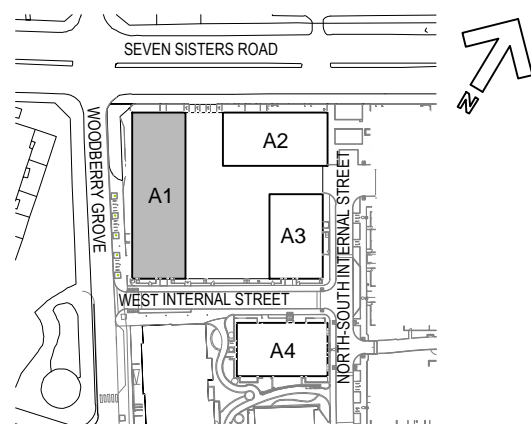 SEVEN SISTERS ROAD
N
WOODBERRY GROVE
A1
A2
A3
NORTH-SOUTH INTERNAL STREET
WEST INTERNAL STREET
A4